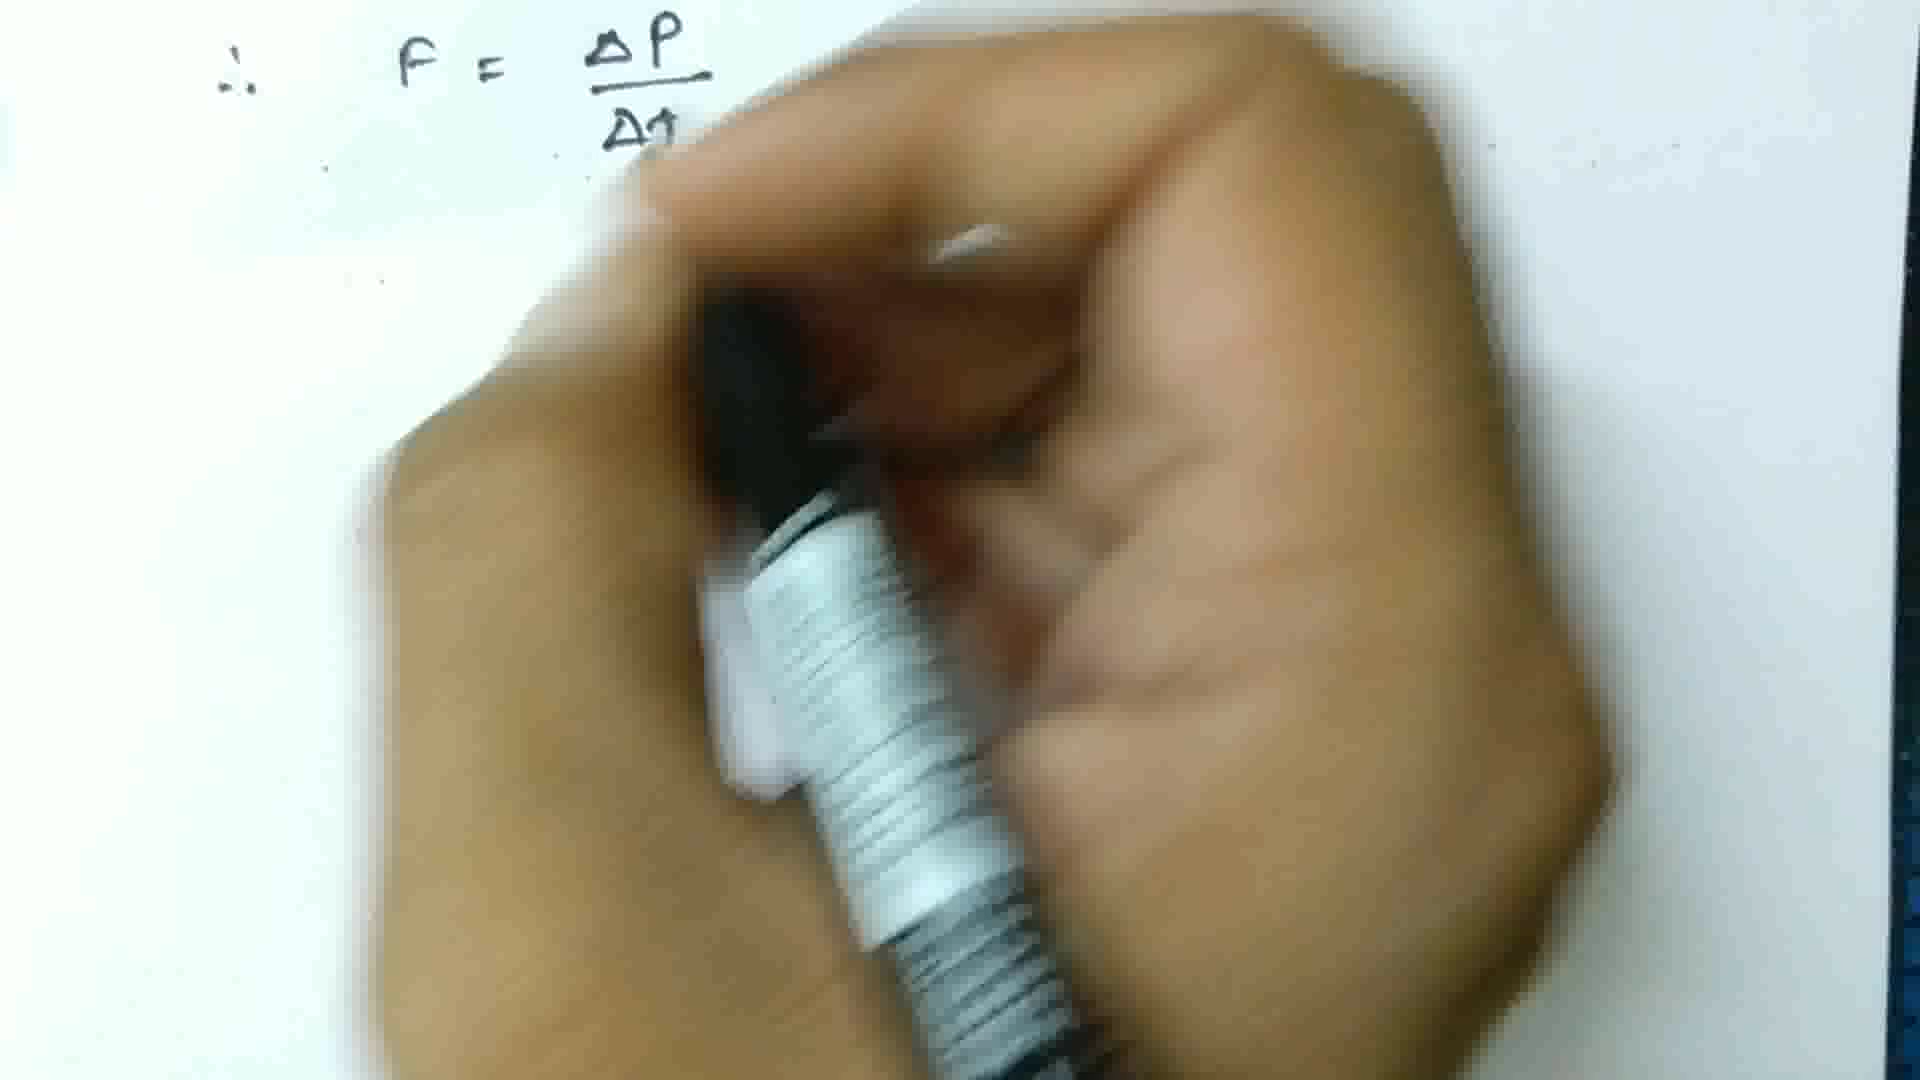 ∴ F = ΔP/Δt